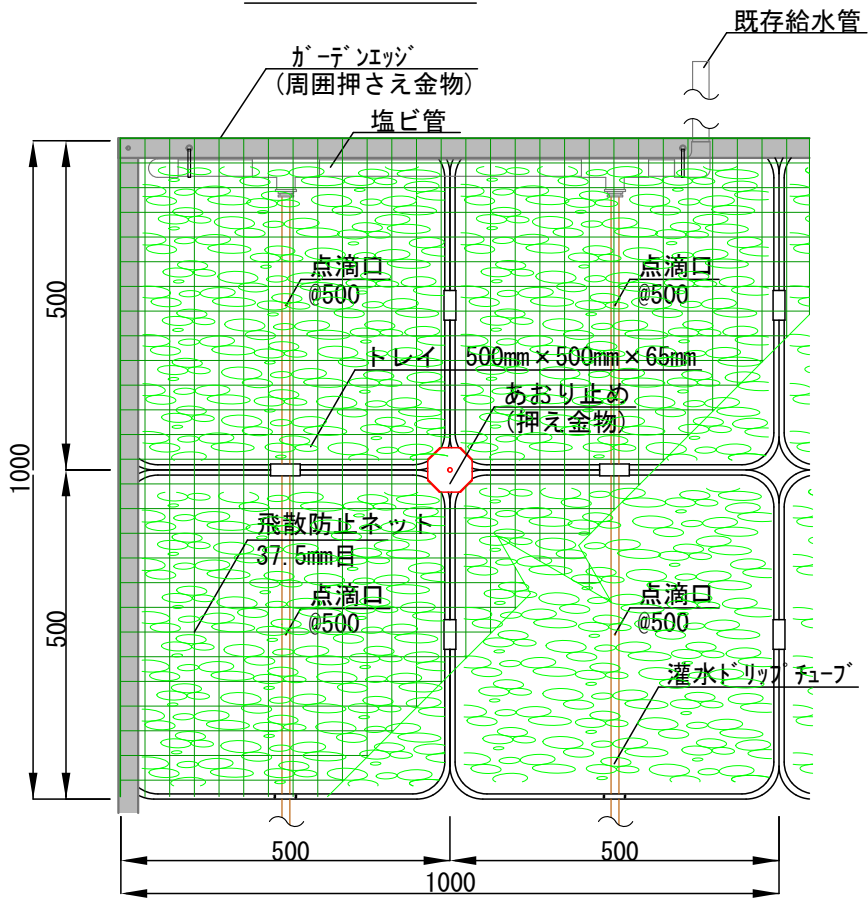 既存給水管
ガーデンエッジ
(周囲押さえ金物)
塩ビ管
点滴口
@500
点滴口
@500
トレイ 500mm×500mm×65mm
あおり止め
(押え金物)
飛散防止ネット
37.5mm目
点滴口
@500
点滴口
@500
灌水ドリップチューブ
500
500
1000
500
500
1000